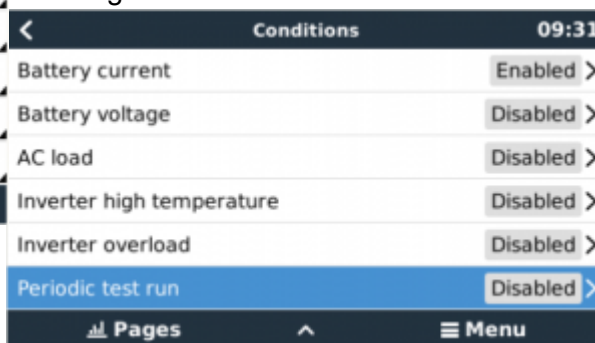 Conditions 09:31
Battery current Enabled
Battery voltage Disabled
AC load Disabled
Inverter high temperature Disabled
Inverter overload Disabled
Periodic test run Disabled
Pages Menu